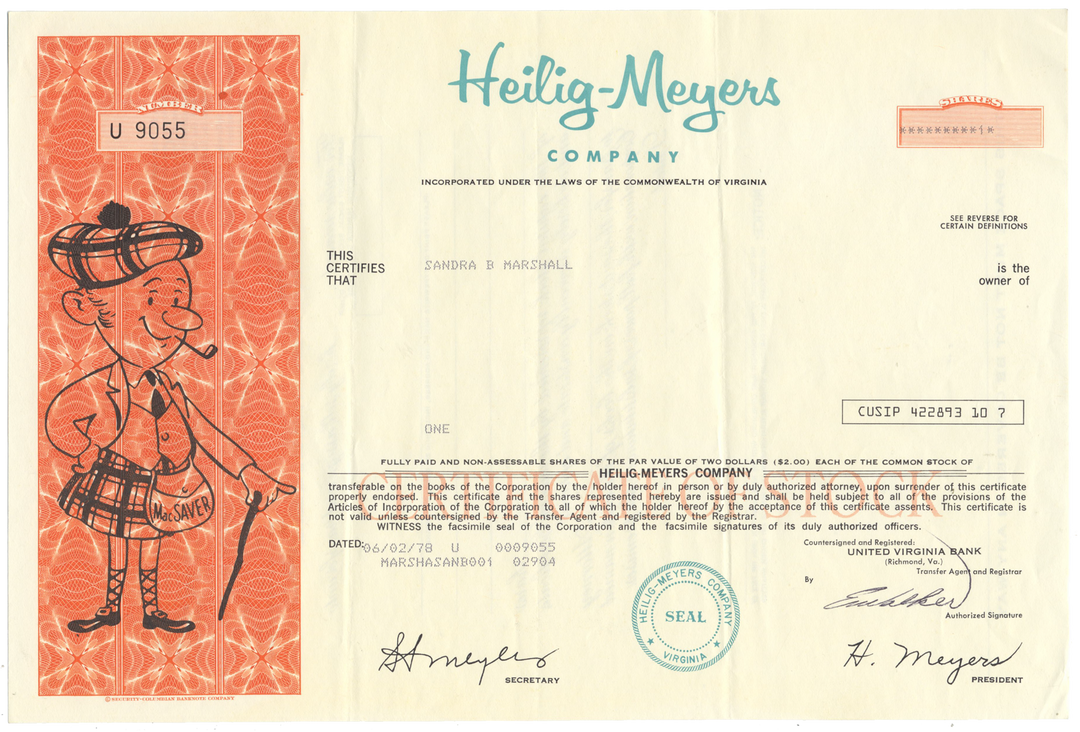 NUMBER
U 9055
Heilig-Meyers
COMPANY
INCORPORATED UNDER THE LAWS OF THE COMMONWEALTH OF VIRGINIA
SHARES
**********1*
SEE REVERSE FOR
CERTAIN DEFINITIONS
THIS
CERTIFIES
THAT
SANDRA B MARSHALL
is the
owner of
CUSIP 422893 10 7
ONE
FULLY PAID AND NON-ASSESSABLE SHARES OF THE PAR VALUE OF TWO DOLLARS ($2.00) EACH OF THE COMMON STOCK OF
HEILIG-MEYERS COMPANY
CERTIFICATE OF STOCK
transferable on the books of the Corporation by the holder hereof in person or by duly authorized attorney, upon surrender of this certificate
properly endorsed. This certificate and the shares represented hereby are issued and shall be held subject to all of the provisions of the
Articles of Incorporation of the Corporation to all of which the holder hereof by the acceptance of this certificate assents. This certificate is
not valid unless countersigned by the Transfer Agent and registered by the Registrar.
WITNESS the facsimile seal of the Corporation and the facsimile signatures of its duly authorized officers.
DATED:
06/02/78 U 0009055
MARSHASANB001 02904
Countersigned and Registered:
UNITED VIRGINIA BANK
(Richmond, Va.)
Transfer Agent and Registrar
By
Authorized Signature
MacSAVER
HEILIG-MEYERS COMPANY
SEAL
VIRGINIA
SECRETARY
H. Meyers
PRESIDENT
© SECURITY-COLUMBIAN BANKNOTE COMPANY